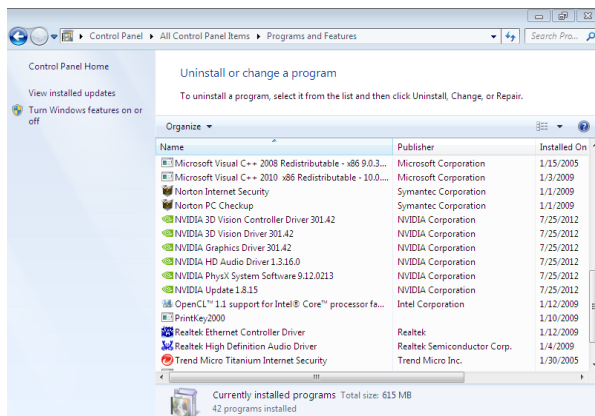 Control Panel ▸ All Control Panel Items ▸ Programs and Features
Search Pro...
Control Panel Home
View installed updates
Turn Windows features on or
off
Uninstall or change a program
To uninstall a program, select it from the list and then click Uninstall, Change, or Repair.
Organize
Name Publisher Installed On
Microsoft Visual C++ 2008 Redistributable - x86 9.0.3... Microsoft Corporation 1/15/2005
Microsoft Visual C++ 2010 x86 Redistributable - 10.0.... Microsoft Corporation 1/3/2009
Norton Internet Security Symantec Corporation 1/1/2009
Norton PC Checkup Symantec Corporation 1/1/2009
NVIDIA 3D Vision Controller Driver 301.42 NVIDIA Corporation 7/25/2012
NVIDIA 3D Vision Driver 301.42 NVIDIA Corporation 7/25/2012
NVIDIA Graphics Driver 301.42 NVIDIA Corporation 7/25/2012
NVIDIA HD Audio Driver 1.3.16.0 NVIDIA Corporation 7/25/2012
NVIDIA PhysX System Software 9.12.0213 NVIDIA Corporation 7/25/2012
NVIDIA Update 1.8.15 NVIDIA Corporation 7/25/2012
OpenCL™ 1.1 support for Intel® Core™ processor fa... Intel Corporation 1/12/2009
PrintKey2000 1/10/2009
Realtek Ethernet Controller Driver Realtek 1/12/2009
Realtek High Definition Audio Driver Realtek Semiconductor Corp. 1/4/2009
Trend Micro Titanium Internet Security Trend Micro Inc. 1/30/2005
Currently installed programs Total size: 615 MB
42 programs installed